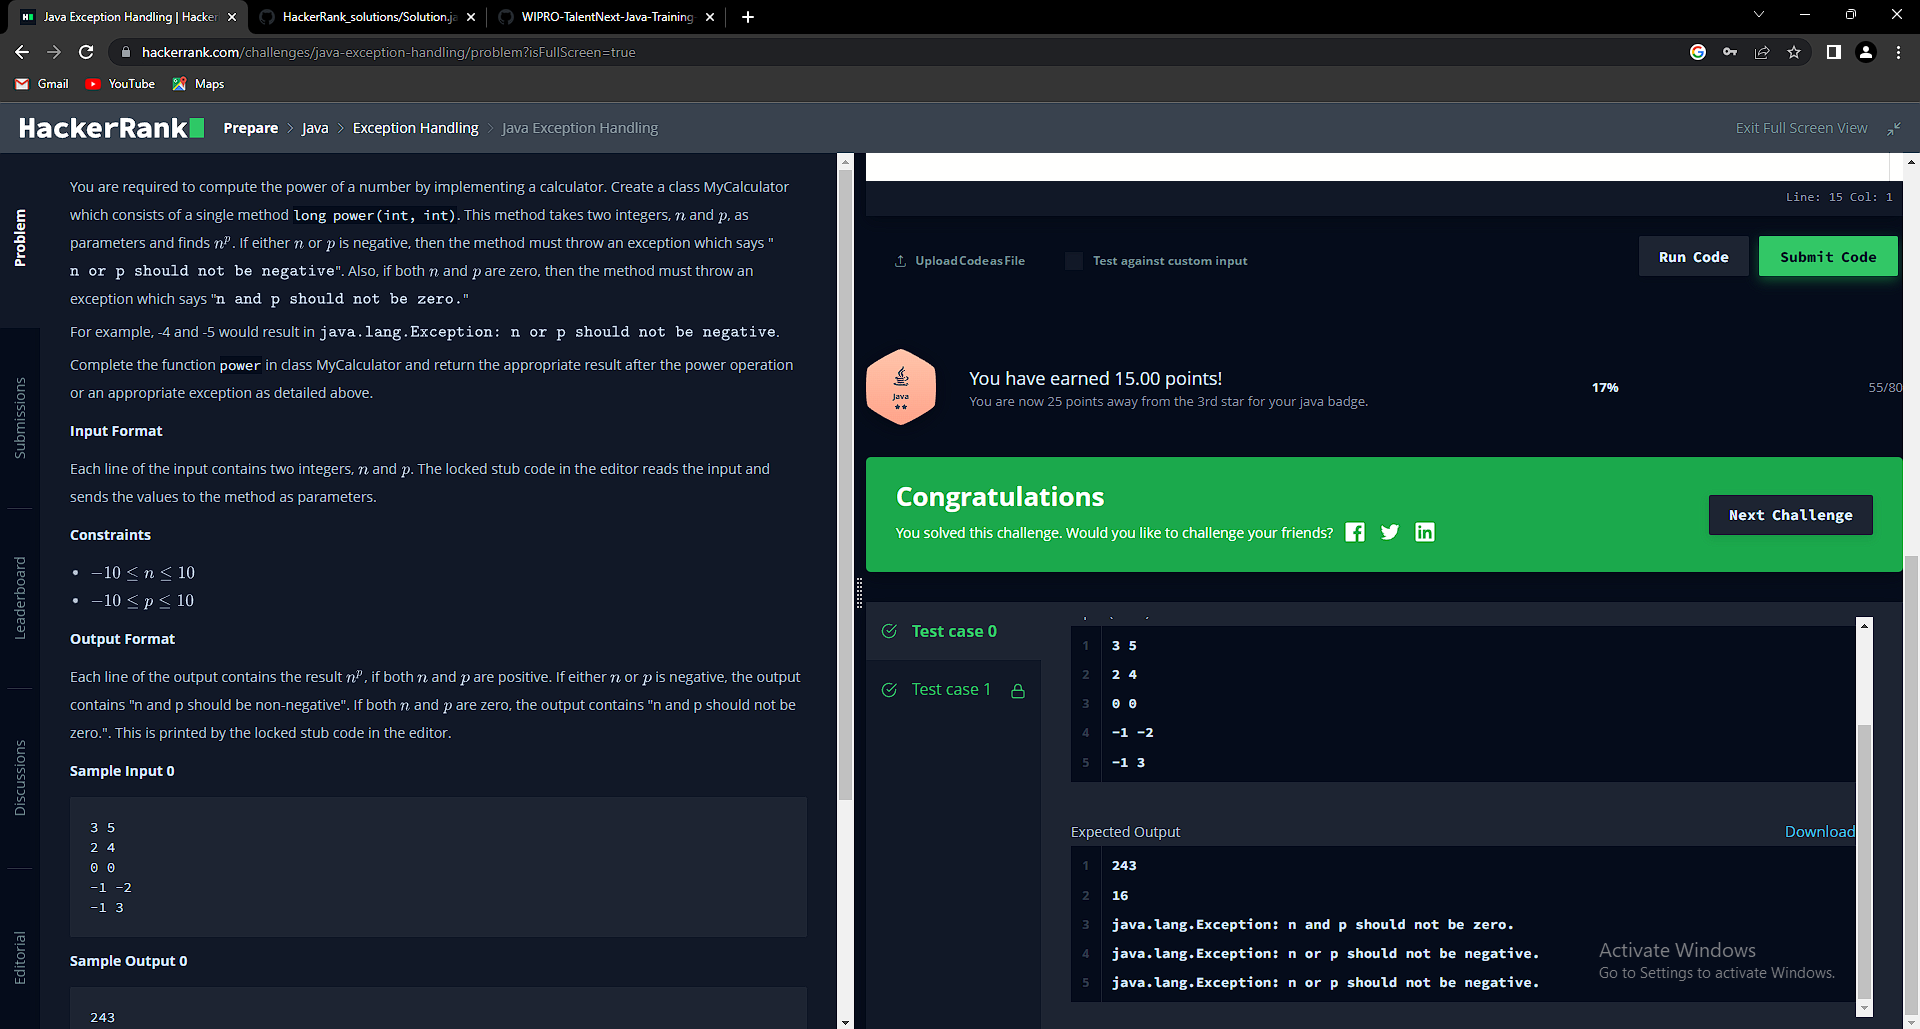 Java Exception Handling | Hacker
HackerRank_solutions/Solution.ja
WIPRO-TalentNext-Java-Training
hackerrank.com/challenges/java-exception-handling/problem?isFullScreen=true
Gmail
YouTube
Maps
HackerRank
Prepare > Java > Exception Handling > Java Exception Handling
Exit Full Screen View
Problem
Submissions
Leaderboard
Discussions
Editorial
You are required to compute the power of a number by implementing a calculator. Create a class MyCalculator
which consists of a single method long power(int, int). This method takes two integers, n and p, as
parameters and finds nᵖ. If either n or p is negative, then the method must throw an exception which says "
n or p should not be negative". Also, if both n and p are zero, then the method must throw an
exception which says "n and p should not be zero."
For example, -4 and -5 would result in java.lang.Exception: n or p should not be negative.
Complete the function power in class MyCalculator and return the appropriate result after the power operation
or an appropriate exception as detailed above.
Input Format
Each line of the input contains two integers, n and p. The locked stub code in the editor reads the input and
sends the values to the method as parameters.
Constraints
• −10 ≤ n ≤ 10
• −10 ≤ p ≤ 10
Output Format
Each line of the output contains the result nᵖ, if both n and p are positive. If either n or p is negative, the output
contains "n and p should be non-negative". If both n and p are zero, the output contains "n and p should not be
zero.". This is printed by the locked stub code in the editor.
Sample Input 0
3 5
2 4
0 0
-1 -2
-1 3
Sample Output 0
243
Line: 15 Col: 1
Upload Code as File
Test against custom input
Run Code
Submit Code
Java
You have earned 15.00 points!
You are now 25 points away from the 3rd star for your java badge.
17%
55/80
Congratulations
You solved this challenge. Would you like to challenge your friends?
Next Challenge
Test case 0
Test case 1
1 3 5
2 2 4
3 0 0
4 -1 -2
5 -1 3
Expected Output
Download
1 243
2 16
3 java.lang.Exception: n and p should not be zero.
4 java.lang.Exception: n or p should not be negative.
5 java.lang.Exception: n or p should not be negative.
Activate Windows
Go to Settings to activate Windows.